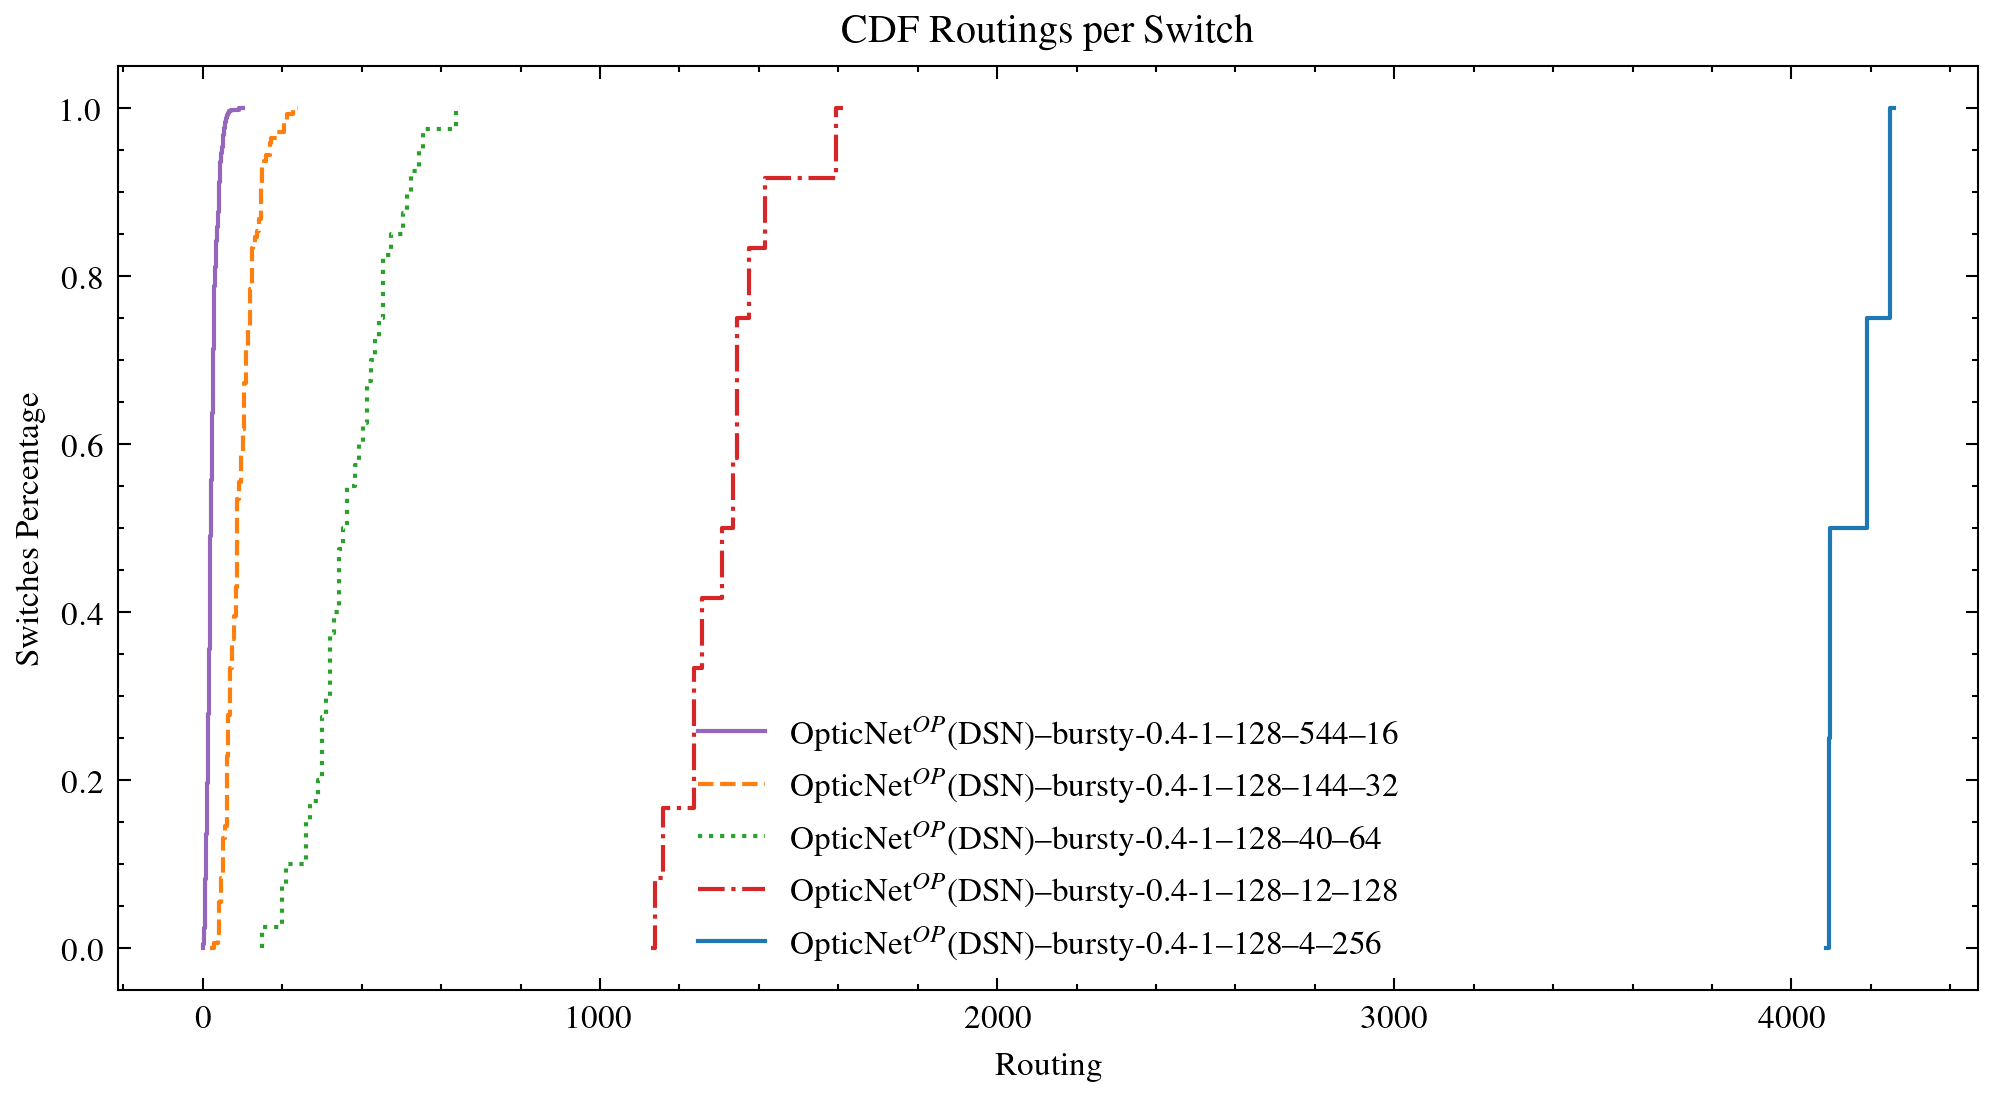 CDF Routings per Switch
1.0
0.8
0.6
0.4
0.2
0.0
Switches Percentage
OpticNet^OP(DSN)–bursty-0.4-1–128–544–16
OpticNet^OP(DSN)–bursty-0.4-1–128–144–32
OpticNet^OP(DSN)–bursty-0.4-1–128–40–64
OpticNet^OP(DSN)–bursty-0.4-1–128–12–128
OpticNet^OP(DSN)–bursty-0.4-1–128–4–256
0 1000 2000 3000 4000
Routing